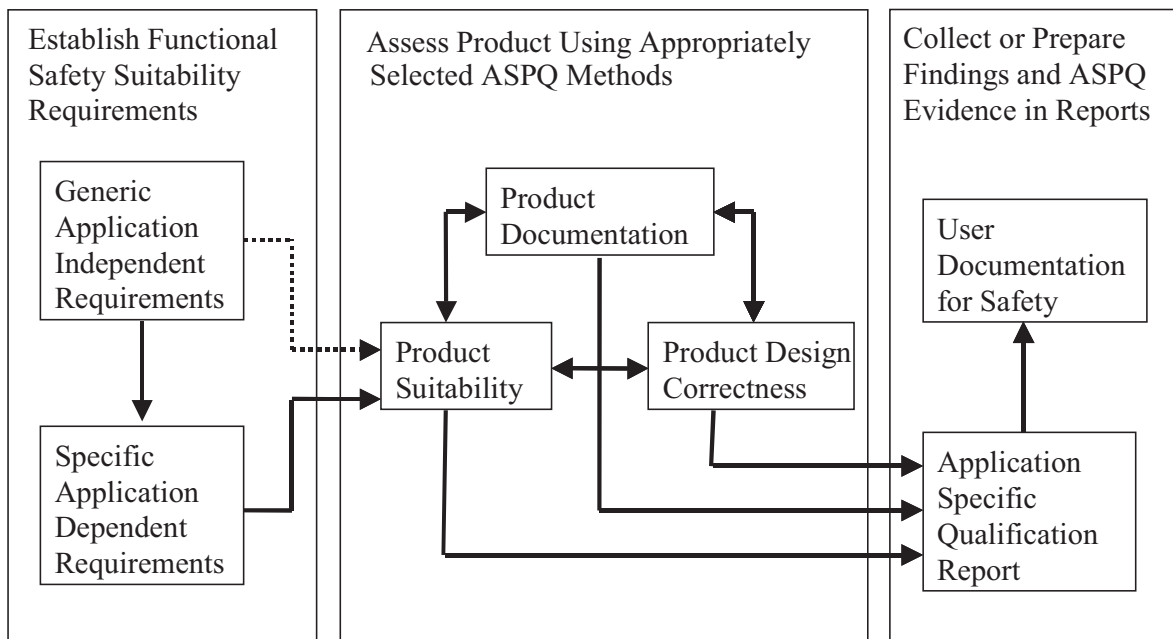 Establish Functional
Safety Suitability
Requirements
Generic
Application
Independent
Requirements
Specific
Application
Dependent
Requirements
Assess Product Using Appropriately
Selected ASPQ Methods
Product
Documentation
Product
Suitability
Product Design
Correctness
Collect or Prepare
Findings and ASPQ
Evidence in Reports
User
Documentation
for Safety
Application
Specific
Qualification
Report